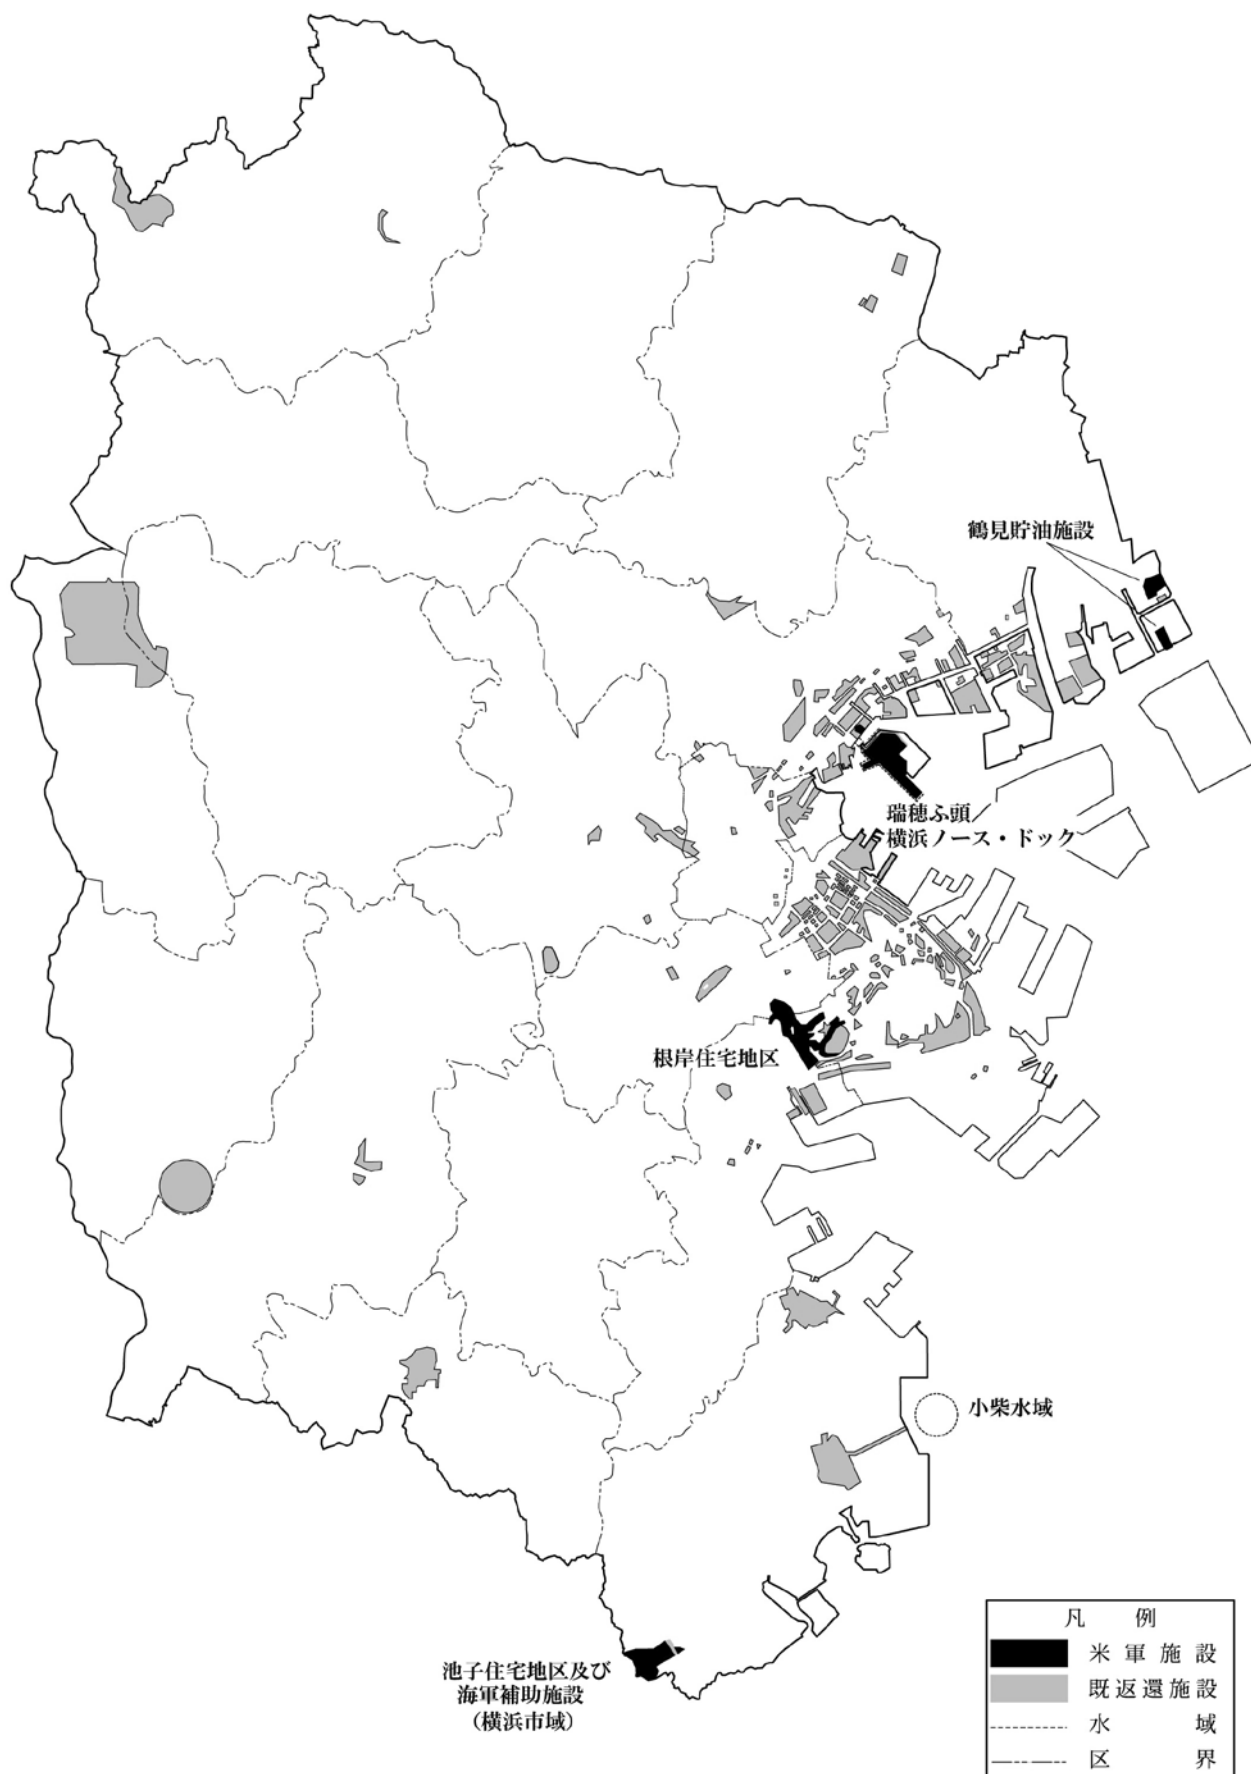 鶴見貯油施設
瑞穂ふ頭／
横浜ノース・ドック
根岸住宅地区
小柴水域
池子住宅地区及び
海軍補助施設
（横浜市域）
凡例
米軍施設
既返還施設
水域
区界